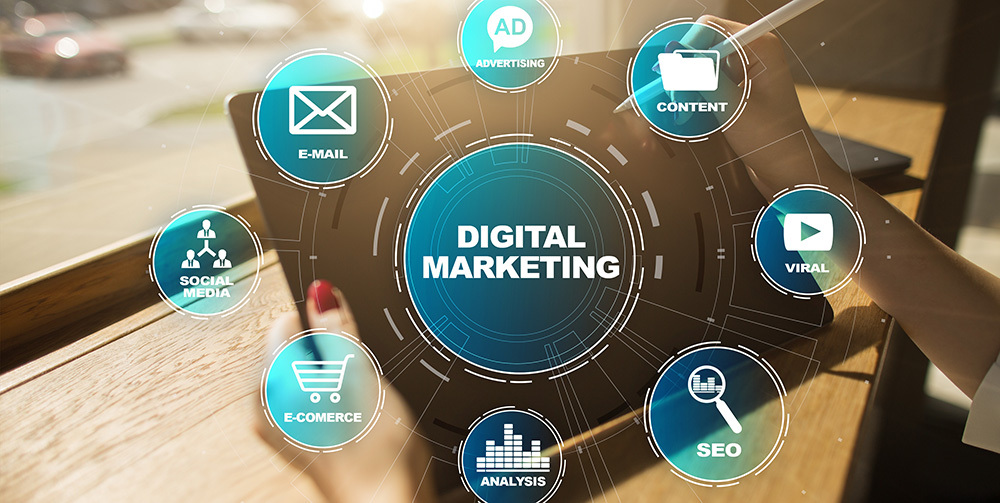 AD
ADVERTISING
CONTENT
E-MAIL
DIGITAL
MARKETING
VIRAL
SOCIAL
MEDIA
E-COMERCE
SEO
ANALYSIS